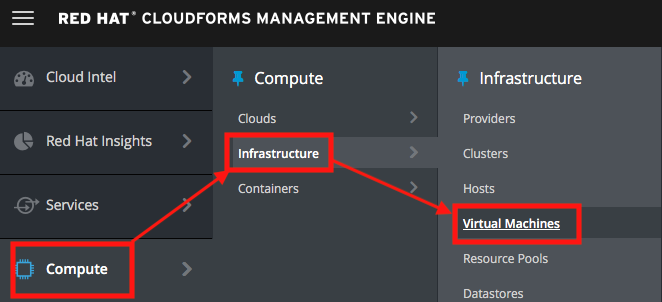 RED HAT® CLOUDFORMS MANAGEMENT ENGINE
Cloud Intel
Red Hat Insights
Services
Compute
Compute
Clouds
Infrastructure
Containers
Infrastructure
Providers
Clusters
Hosts
Virtual Machines
Resource Pools
Datastores